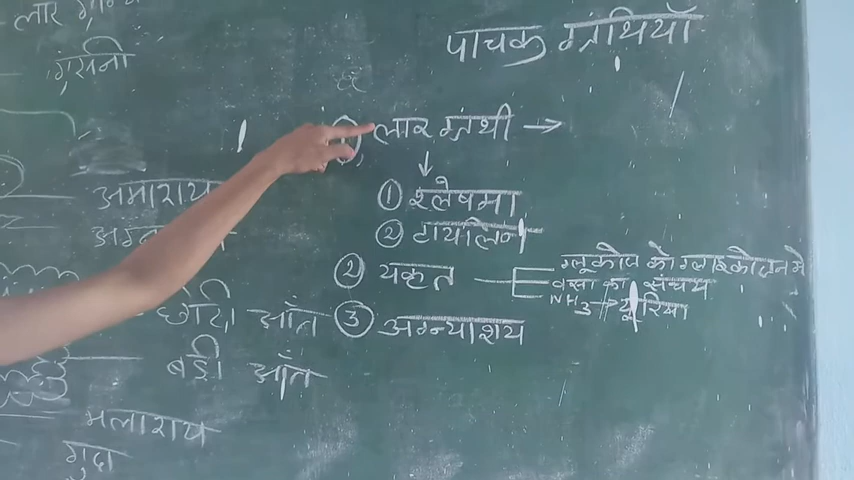 लार
ग्रसनी
अमाशय
छोटी आँत
बड़ी आँत
मलाशय
गुदा
पाचक ग्रंथियाँ
① लार ग्रंथी →
① श्लेषमा
② टायलिन
② यकृत
ग्लूकोज को ग्लाइकोजन मे
वसा का संचय
NH3 → यूरिया
③ अग्न्याशय